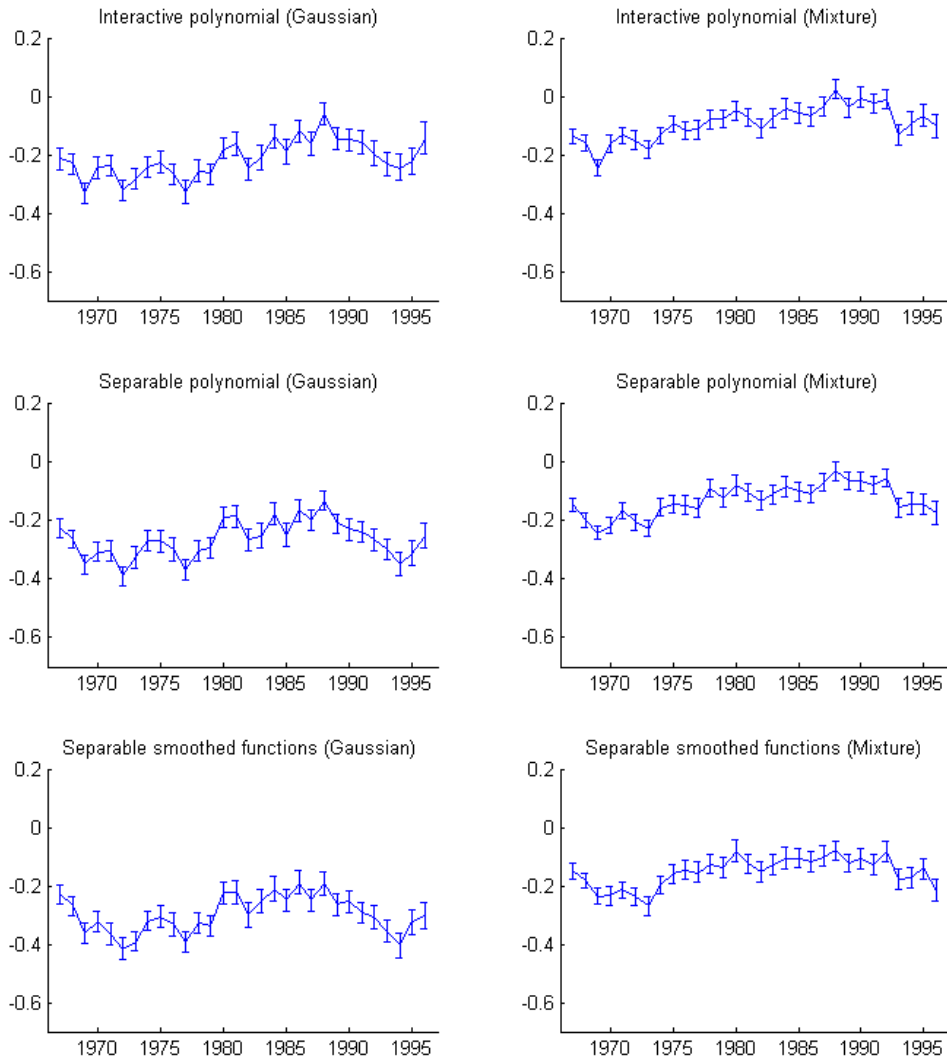 Interactive polynomial (Gaussian)
0.2
0
-0.2
-0.4
-0.6
1970 1975 1980 1985 1990 1995
Interactive polynomial (Mixture)
0.2
0
-0.2
-0.4
-0.6
1970 1975 1980 1985 1990 1995
Separable polynomial (Gaussian)
0.2
0
-0.2
-0.4
-0.6
1970 1975 1980 1985 1990 1995
Separable polynomial (Mixture)
0.2
0
-0.2
-0.4
-0.6
1970 1975 1980 1985 1990 1995
Separable smoothed functions (Gaussian)
0.2
0
-0.2
-0.4
-0.6
1970 1975 1980 1985 1990 1995
Separable smoothed functions (Mixture)
0.2
0
-0.2
-0.4
-0.6
1970 1975 1980 1985 1990 1995